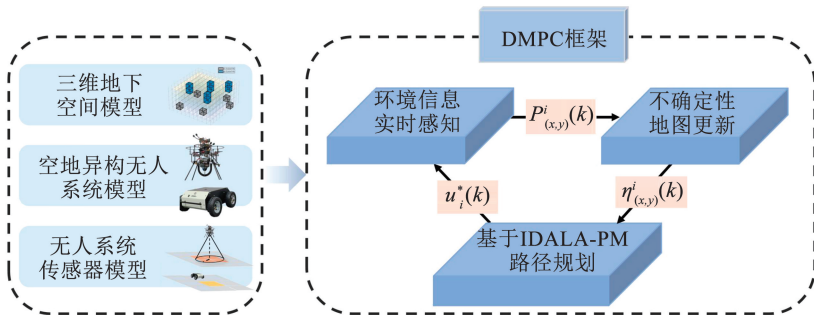 三维地下
空间模型
空地异构无人
系统模型
无人系统
传感器模型
DMPC框架
环境信息
实时感知
P^i_{(x,y)}(k)
不确定性
地图更新
u_i^*(k)
η^i_{(x,y)}(k)
基于IDALA-PM
路径规划